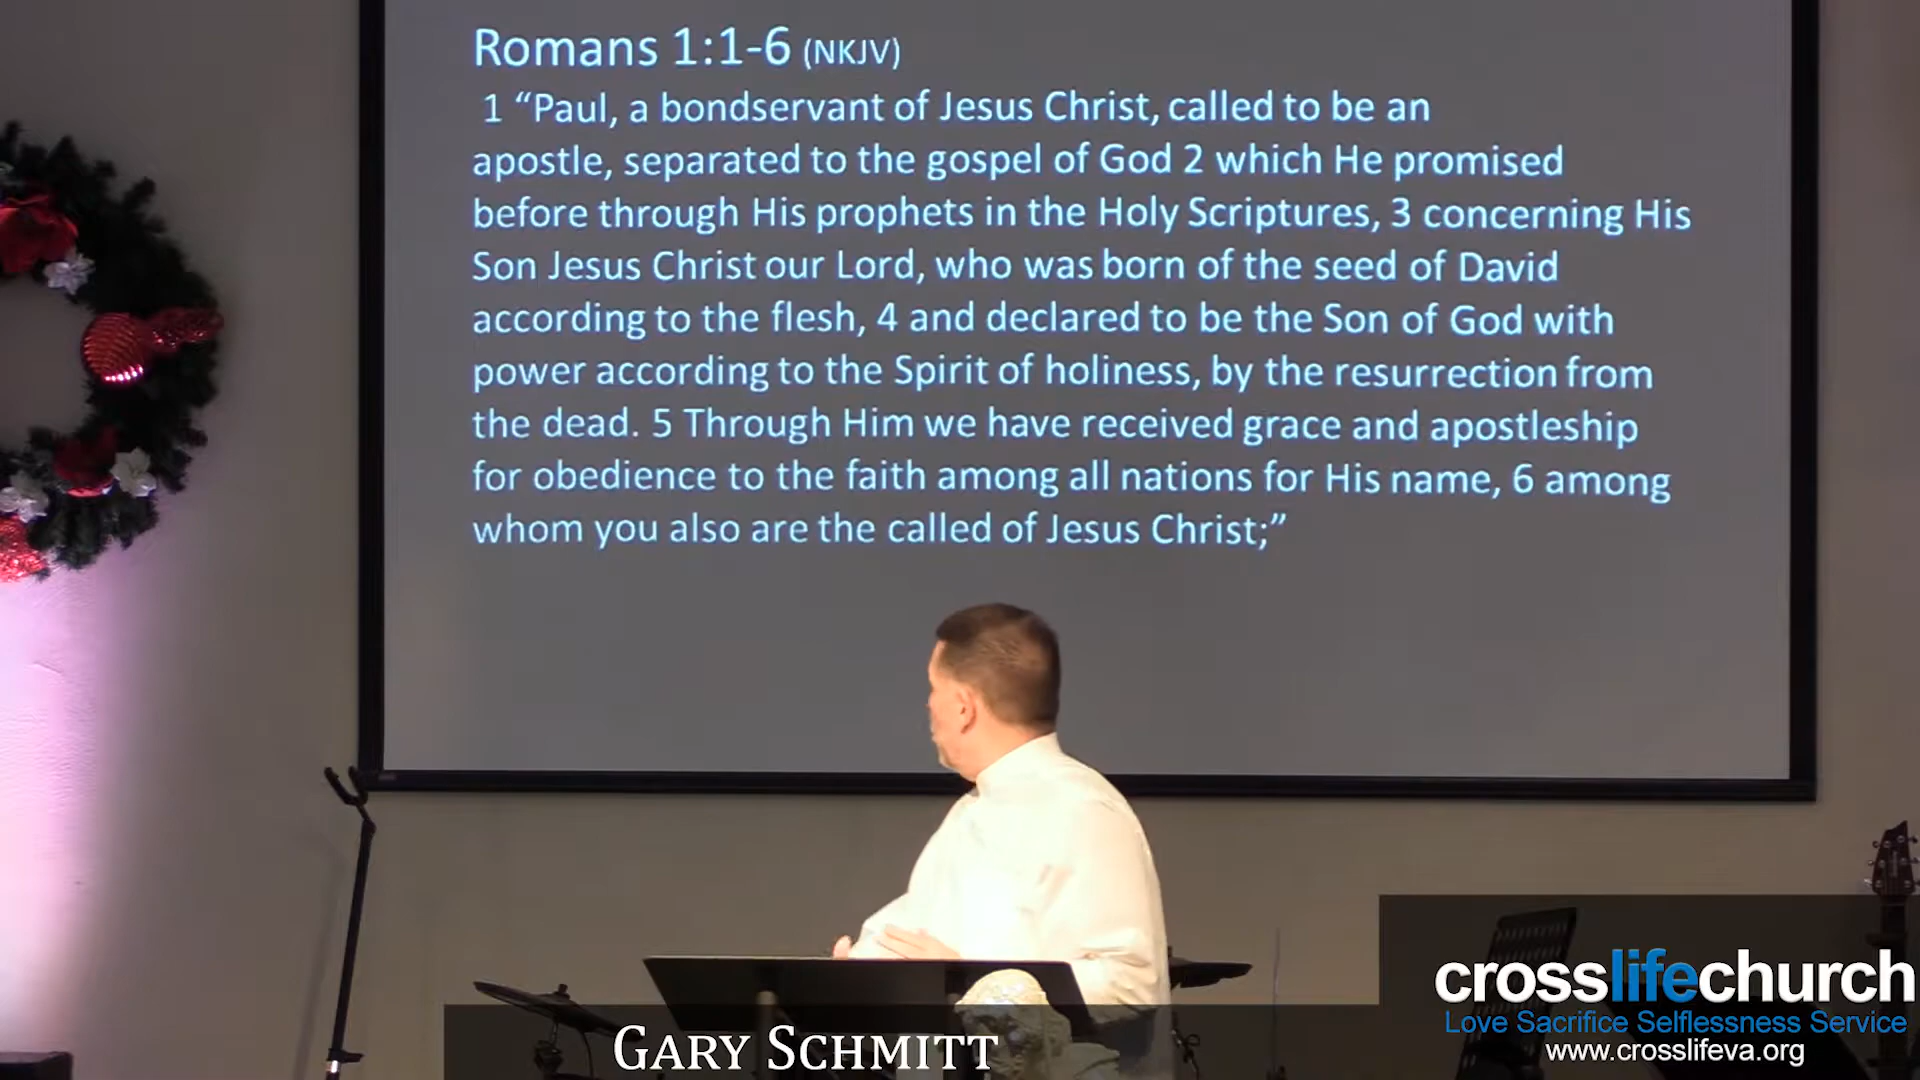 Romans 1:1-6 (NKJV)
1 “Paul, a bondservant of Jesus Christ, called to be an
apostle, separated to the gospel of God 2 which He promised
before through His prophets in the Holy Scriptures, 3 concerning His
Son Jesus Christ our Lord, who was born of the seed of David
according to the flesh, 4 and declared to be the Son of God with
power according to the Spirit of holiness, by the resurrection from
the dead. 5 Through Him we have received grace and apostleship
for obedience to the faith among all nations for His name, 6 among
whom you also are the called of Jesus Christ;”
GARY SCHMITT
crosslifechurch
Love Sacrifice Selflessness Service
www.crosslifeva.org